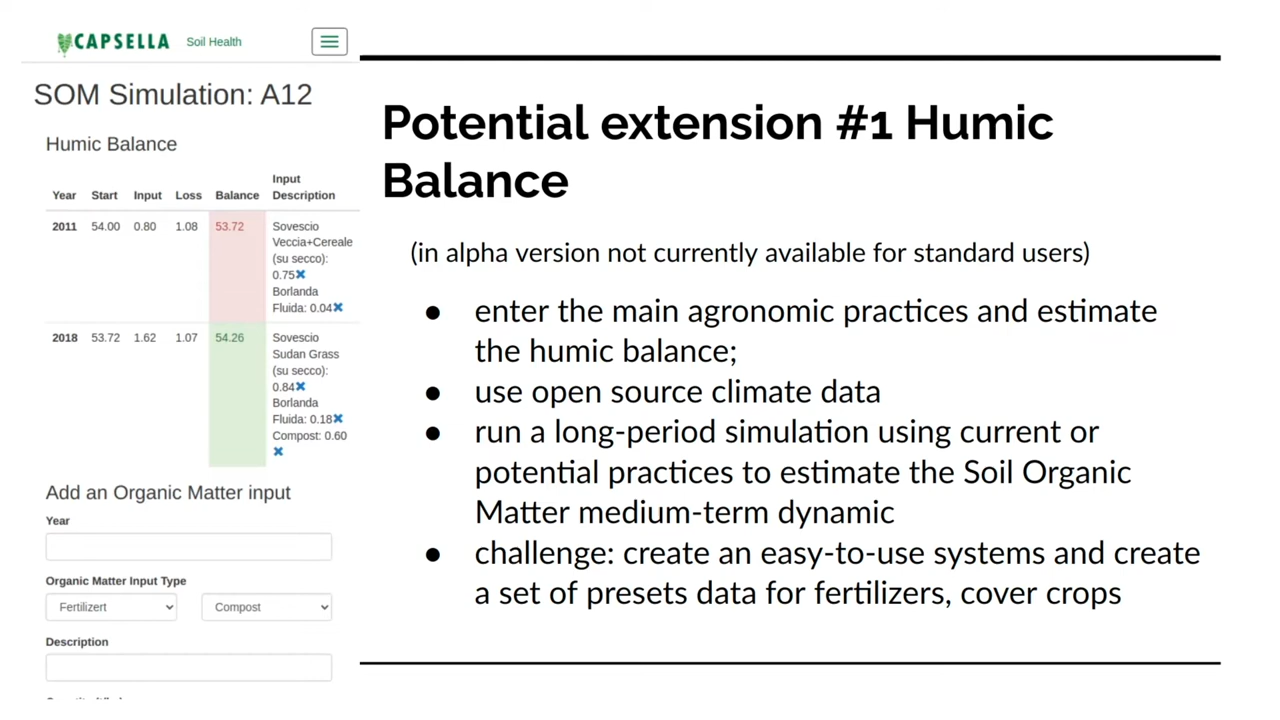 CAPSELLA Soil Health
SOM Simulation: A12
Humic Balance
Year Start Input Loss Balance Input Description
2011 54.00 0.80 1.08 53.72 Sovescio
Veccia+Cereale
(su secco):
0.75✖
Borlanda
Fluida: 0.04✖
2018 53.72 1.62 1.07 54.26 Sovescio
Sudan Grass
(su secco):
0.84✖
Borlanda
Fluida: 0.18✖
Compost: 0.60
✖
Add an Organic Matter input
Year
Organic Matter Input Type
Fertilizert Compost
Description
Potential extension #1 Humic
Balance
(in alpha version not currently available for standard users)
● enter the main agronomic practices and estimate
the humic balance;
● use open source climate data
● run a long-period simulation using current or
potential practices to estimate the Soil Organic
Matter medium-term dynamic
● challenge: create an easy-to-use systems and create
a set of presets data for fertilizers, cover crops